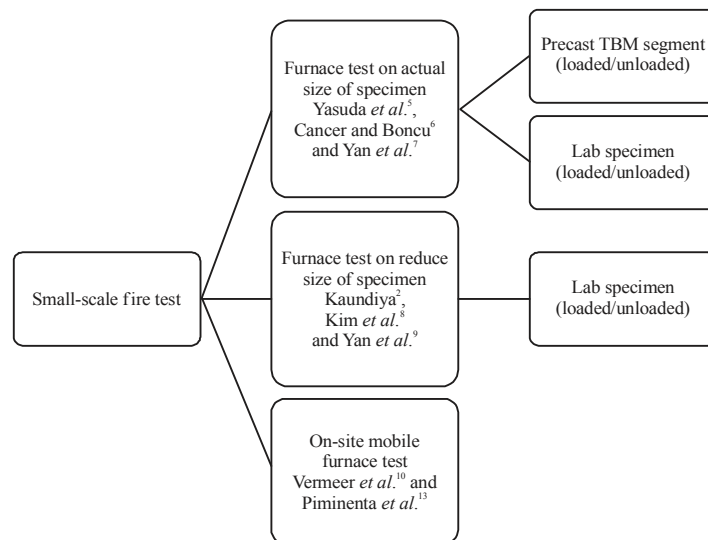 Small-scale fire test
Furnace test on actual
size of specimen
Yasuda et al.⁵,
Cancer and Boncu⁶
and Yan et al.⁷
Precast TBM segment
(loaded/unloaded)
Lab specimen
(loaded/unloaded)
Furnace test on reduce
size of specimen
Kaundiya²,
Kim et al.⁸
and Yan et al.⁹
Lab specimen
(loaded/unloaded)
On-site mobile
furnace test
Vermeer et al.¹⁰ and
Piminenta et al.¹³